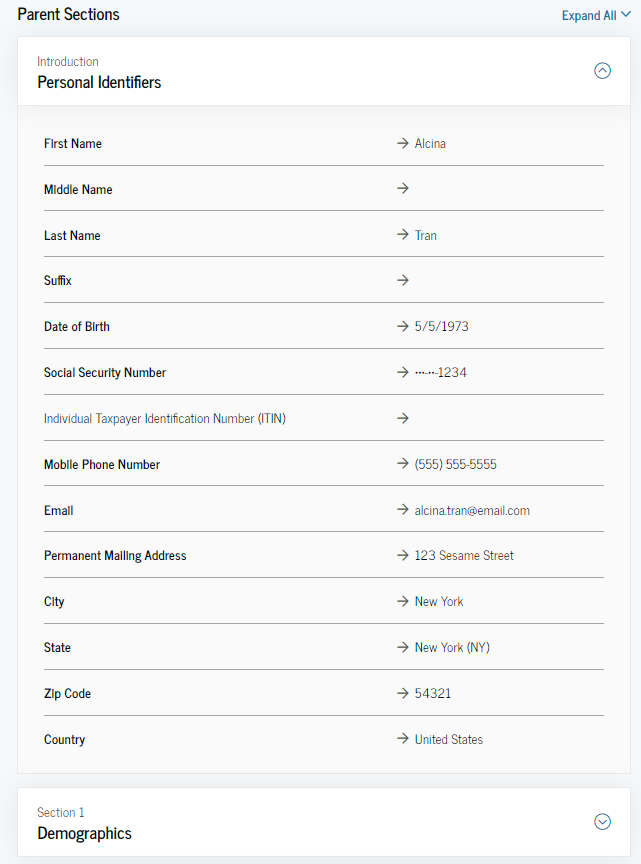 Parent Sections
Expand All
Introduction
Personal Identifiers
First Name → Alcina
Middle Name →
Last Name → Tran
Suffix →
Date of Birth → 5/5/1973
Social Security Number → •••-••-1234
Individual Taxpayer Identification Number (ITIN) →
Mobile Phone Number → (555) 555-5555
Email → alcina.tran@email.com
Permanent Mailing Address → 123 Sesame Street
City → New York
State → New York (NY)
Zip Code → 54321
Country → United States
Section 1
Demographics